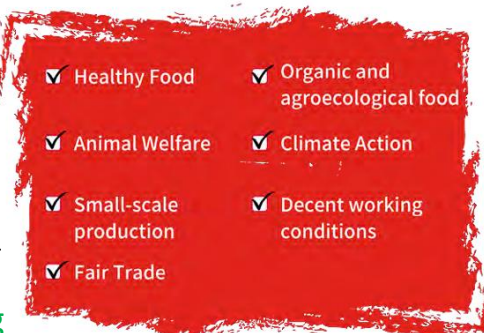 Healthy Food
Animal Welfare
Small-scale
production
Fair Trade
Organic and
agroecological food
Climate Action
Decent working
conditions